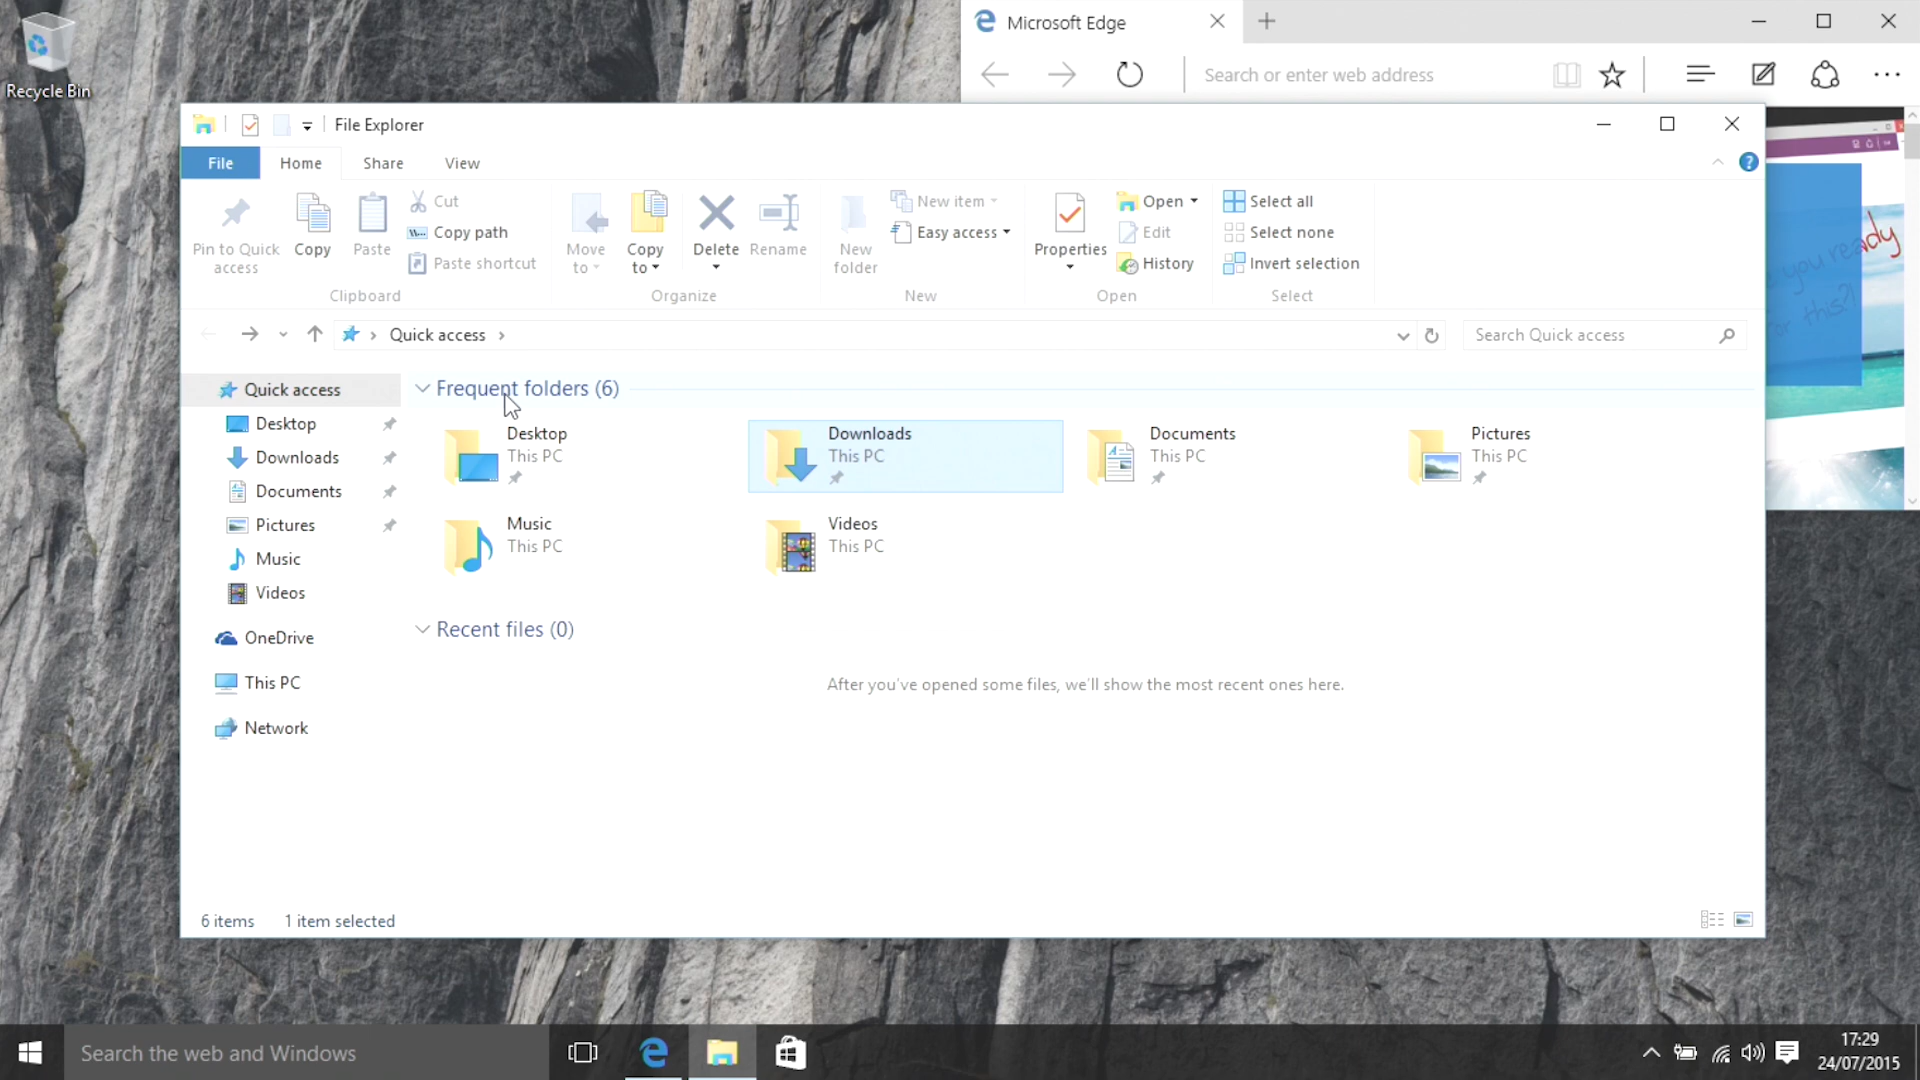 Recycle Bin
Microsoft Edge
Search or enter web address
File Explorer
File
Home
Share
View
Pin to Quick access
Copy
Paste
Cut
Copy path
Paste shortcut
Clipboard
Move to
Copy to
Delete
Rename
Organize
New folder
New item
Easy access
New
Properties
Open
Edit
History
Open
Select all
Select none
Invert selection
Select
Quick access
Search Quick access
Quick access
Desktop
Downloads
Documents
Pictures
Music
Videos
OneDrive
This PC
Network
Frequent folders (6)
Desktop
This PC
Downloads
This PC
Documents
This PC
Pictures
This PC
Music
This PC
Videos
This PC
Recent files (0)
After you've opened some files, we'll show the most recent ones here.
you ready
for this?!
6 items
1 item selected
Search the web and Windows
17:29
24/07/2015